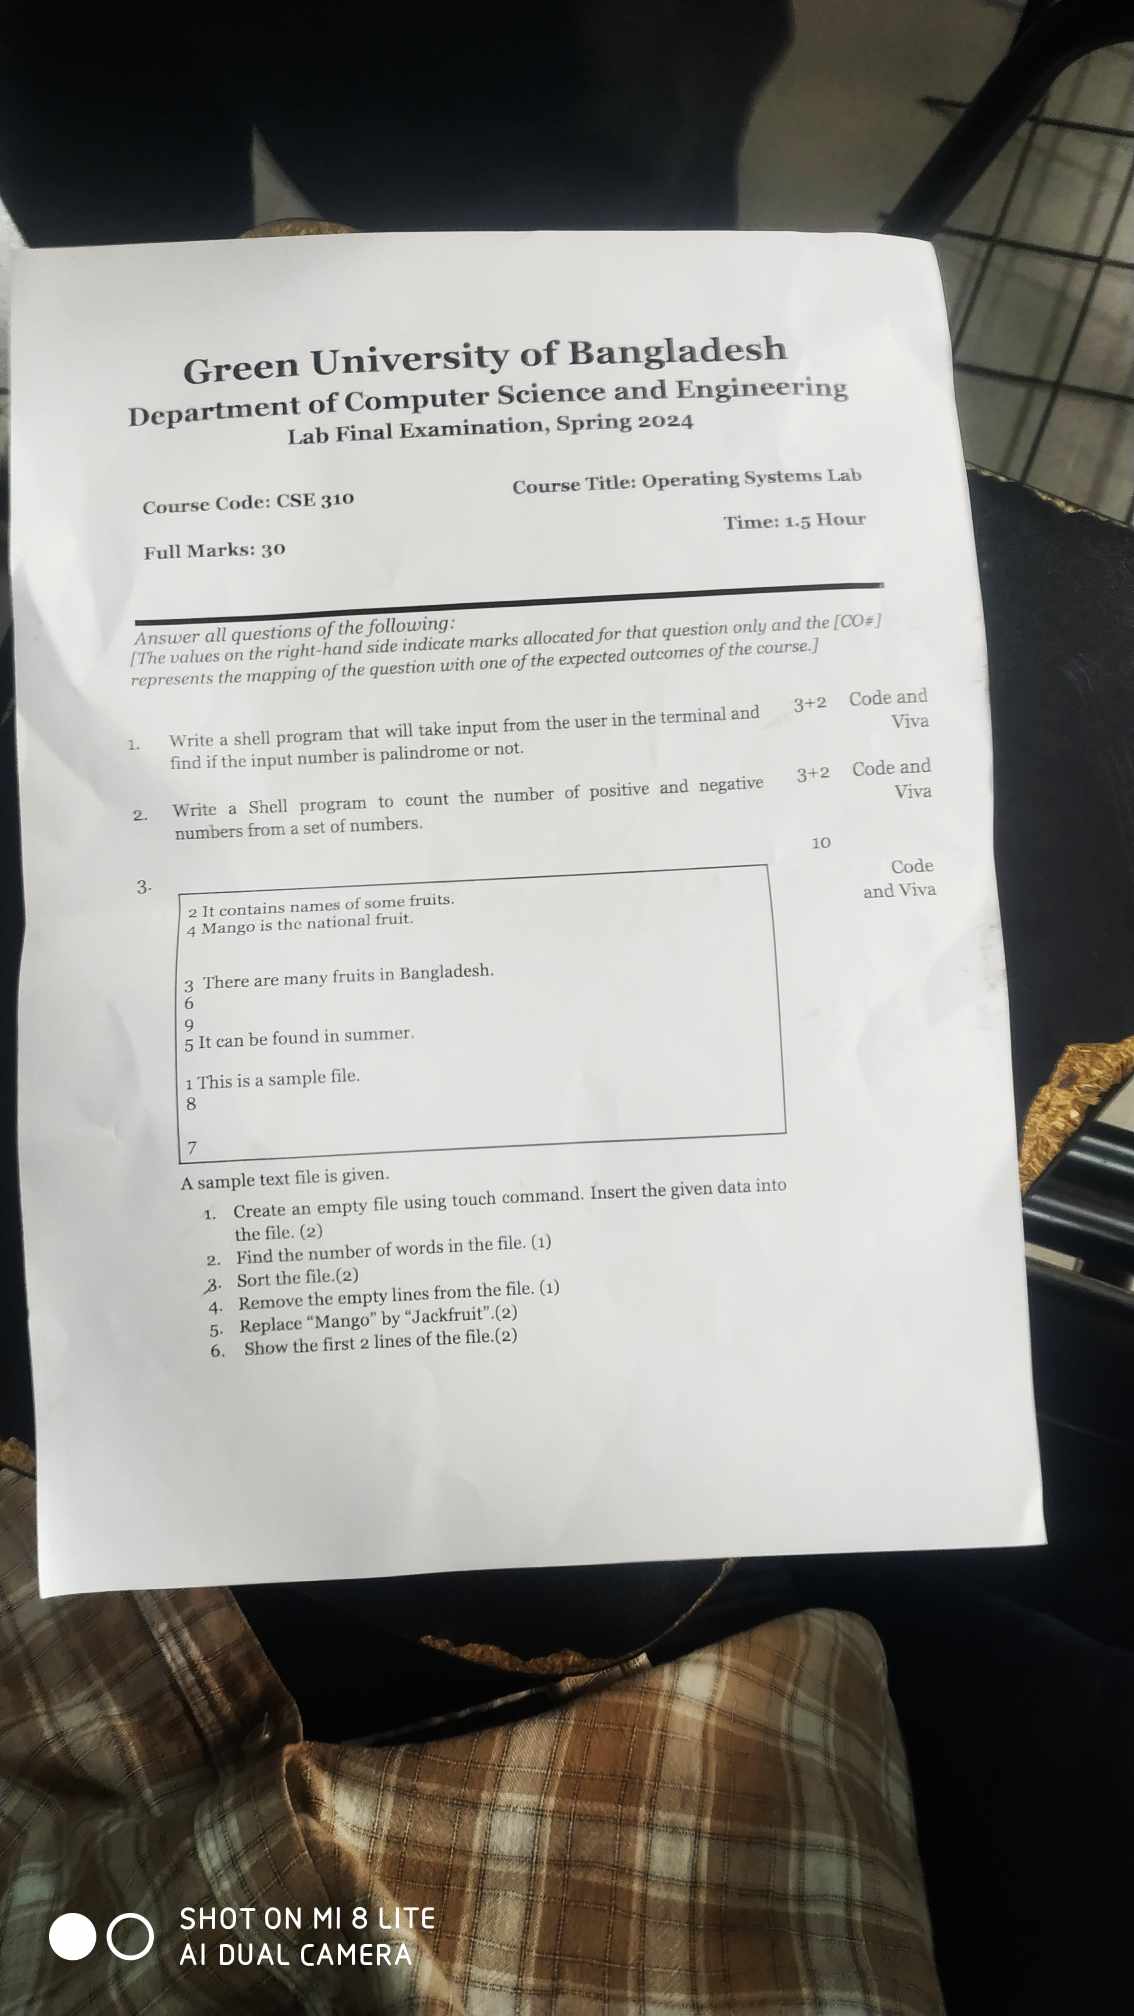 Green University of Bangladesh
Department of Computer Science and Engineering
Lab Final Examination, Spring 2024
Course Code: CSE 310
Course Title: Operating Systems Lab
Full Marks: 30
Time: 1.5 Hour
Answer all questions of the following:
[The values on the right-hand side indicate marks allocated for that question only and the [CO#]
represents the mapping of the question with one of the expected outcomes of the course.]
1. Write a shell program that will take input from the user in the terminal and 3+2 Code and
find if the input number is palindrome or not. Viva
2. Write a Shell program to count the number of positive and negative 3+2 Code and
numbers from a set of numbers. Viva
3. 10
Code
and Viva
2 It contains names of some fruits.
4 Mango is the national fruit.
3 There are many fruits in Bangladesh.
6
9
5 It can be found in summer.
1 This is a sample file.
8
7
A sample text file is given.
1. Create an empty file using touch command. Insert the given data into
the file. (2)
2. Find the number of words in the file. (1)
3. Sort the file.(2)
4. Remove the empty lines from the file. (1)
5. Replace “Mango” by “Jackfruit”.(2)
6. Show the first 2 lines of the file.(2)
SHOT ON MI 8 LITE
AI DUAL CAMERA